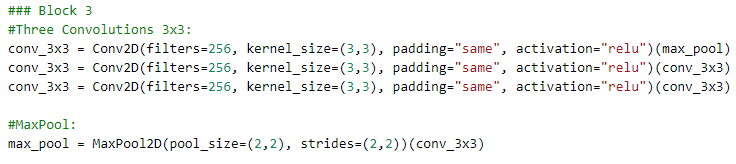 ### Block 3
#Three Convolutions 3x3:
conv_3x3 = Conv2D(filters=256, kernel_size=(3,3), padding="same", activation="relu")(max_pool)
conv_3x3 = Conv2D(filters=256, kernel_size=(3,3), padding="same", activation="relu")(conv_3x3)
conv_3x3 = Conv2D(filters=256, kernel_size=(3,3), padding="same", activation="relu")(conv_3x3)
#MaxPool:
max_pool = MaxPool2D(pool_size=(2,2), strides=(2,2))(conv_3x3)